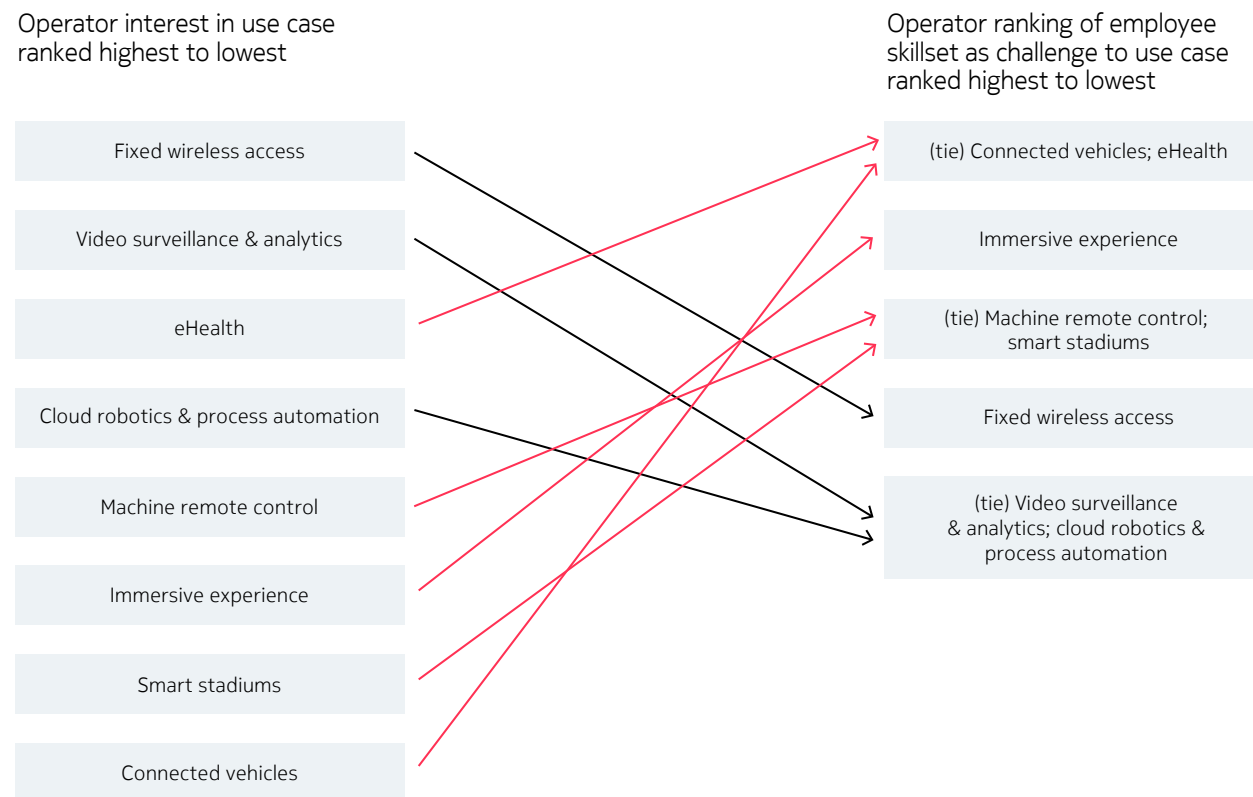 Operator interest in use case
ranked highest to lowest
Fixed wireless access
Video surveillance & analytics
eHealth
Cloud robotics & process automation
Machine remote control
Immersive experience
Smart stadiums
Connected vehicles
Operator ranking of employee
skillset as challenge to use case
ranked highest to lowest
(tie) Connected vehicles; eHealth
Immersive experience
(tie) Machine remote control;
smart stadiums
Fixed wireless access
(tie) Video surveillance
& analytics; cloud robotics &
process automation